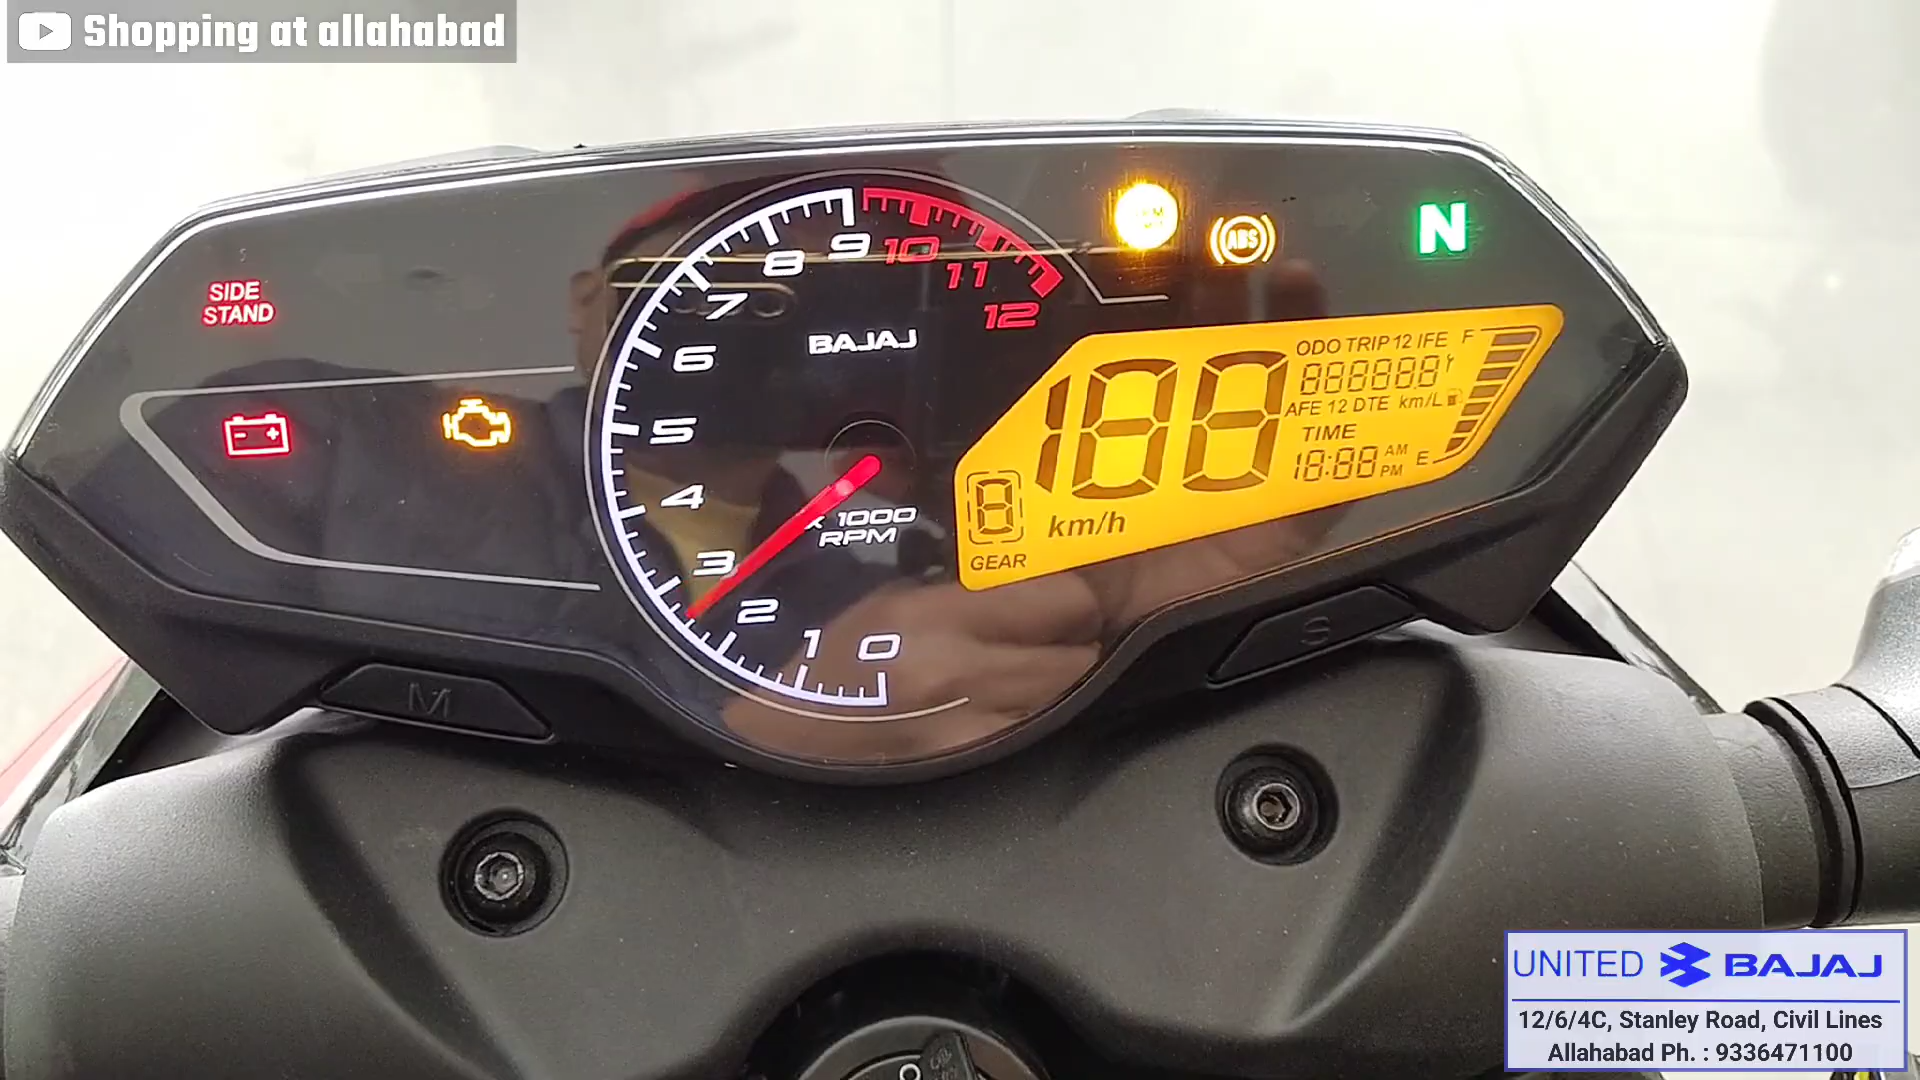 Shopping at allahabad
SIDE
STAND
9
10
8
11
7
12
BAJAJ
6
5
4
x 1000
RPM
3
2
1
0
ABS
N
ODO TRIP 12 IFE F
188
888888
AFE 12 DTE km/L
TIME
18:88 AM
PM
E
8
km/h
GEAR
M
S
UNITED BAJAJ
12/6/4C, Stanley Road, Civil Lines
Allahabad Ph. : 9336471100